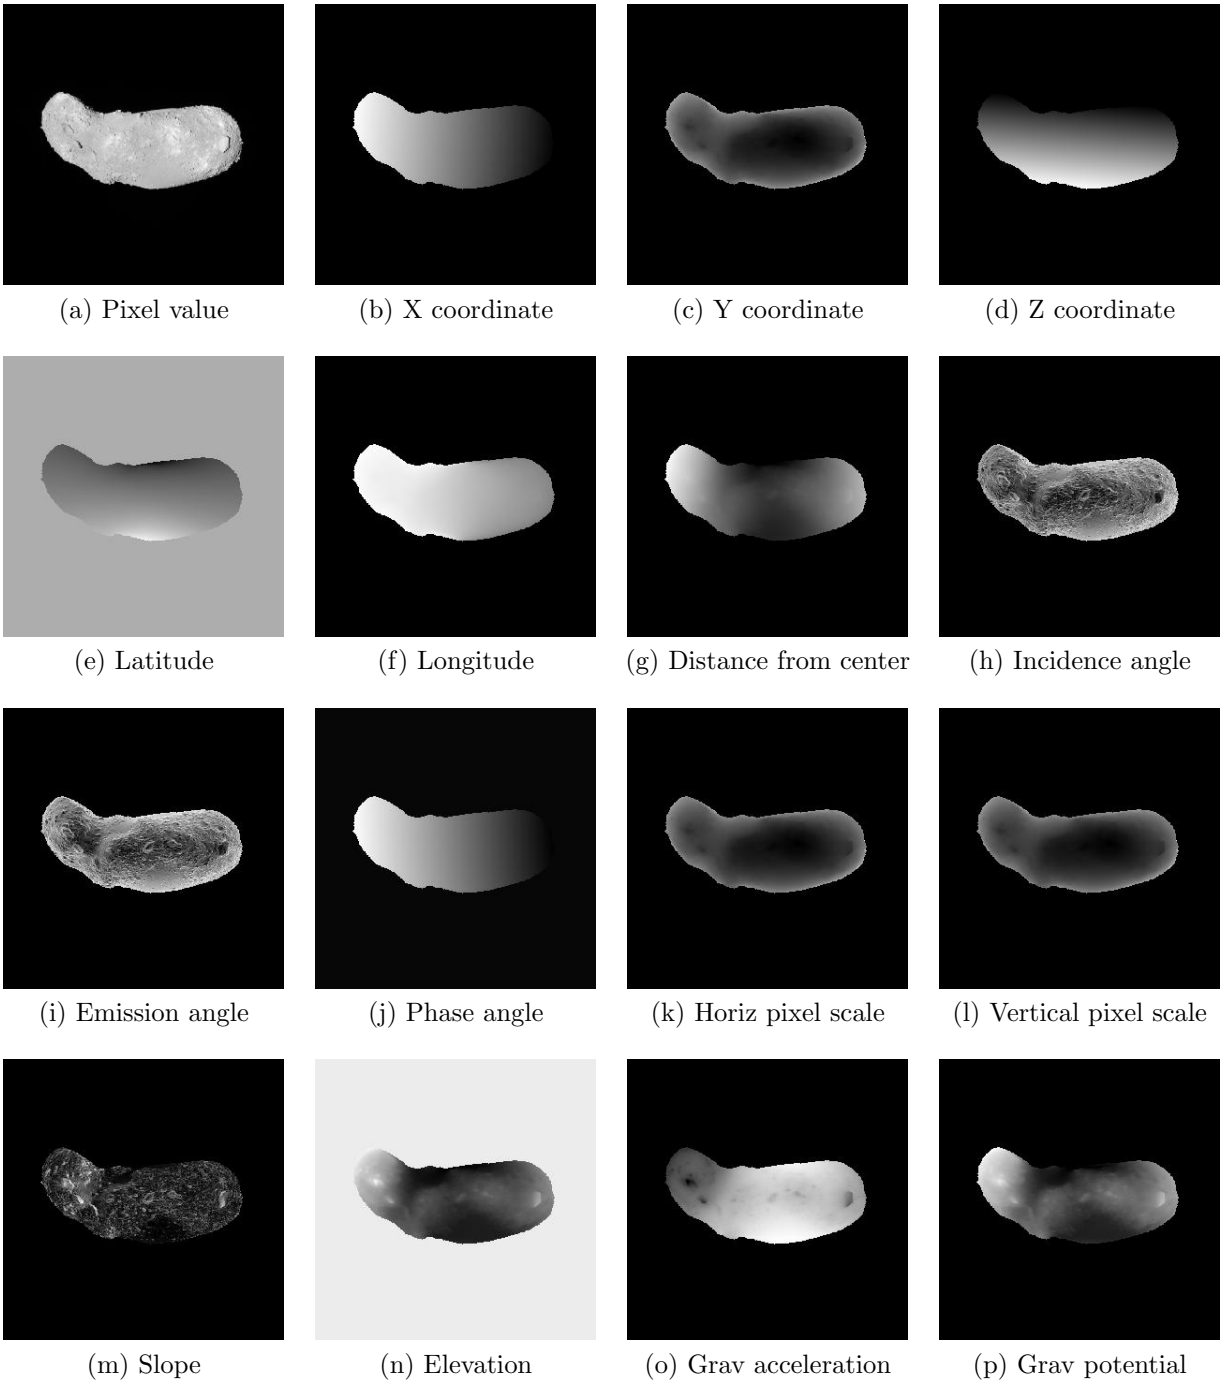 (a) Pixel value
(b) X coordinate
(c) Y coordinate
(d) Z coordinate
(e) Latitude
(f) Longitude
(g) Distance from center
(h) Incidence angle
(i) Emission angle
(j) Phase angle
(k) Horiz pixel scale
(l) Vertical pixel scale
(m) Slope
(n) Elevation
(o) Grav acceleration
(p) Grav potential